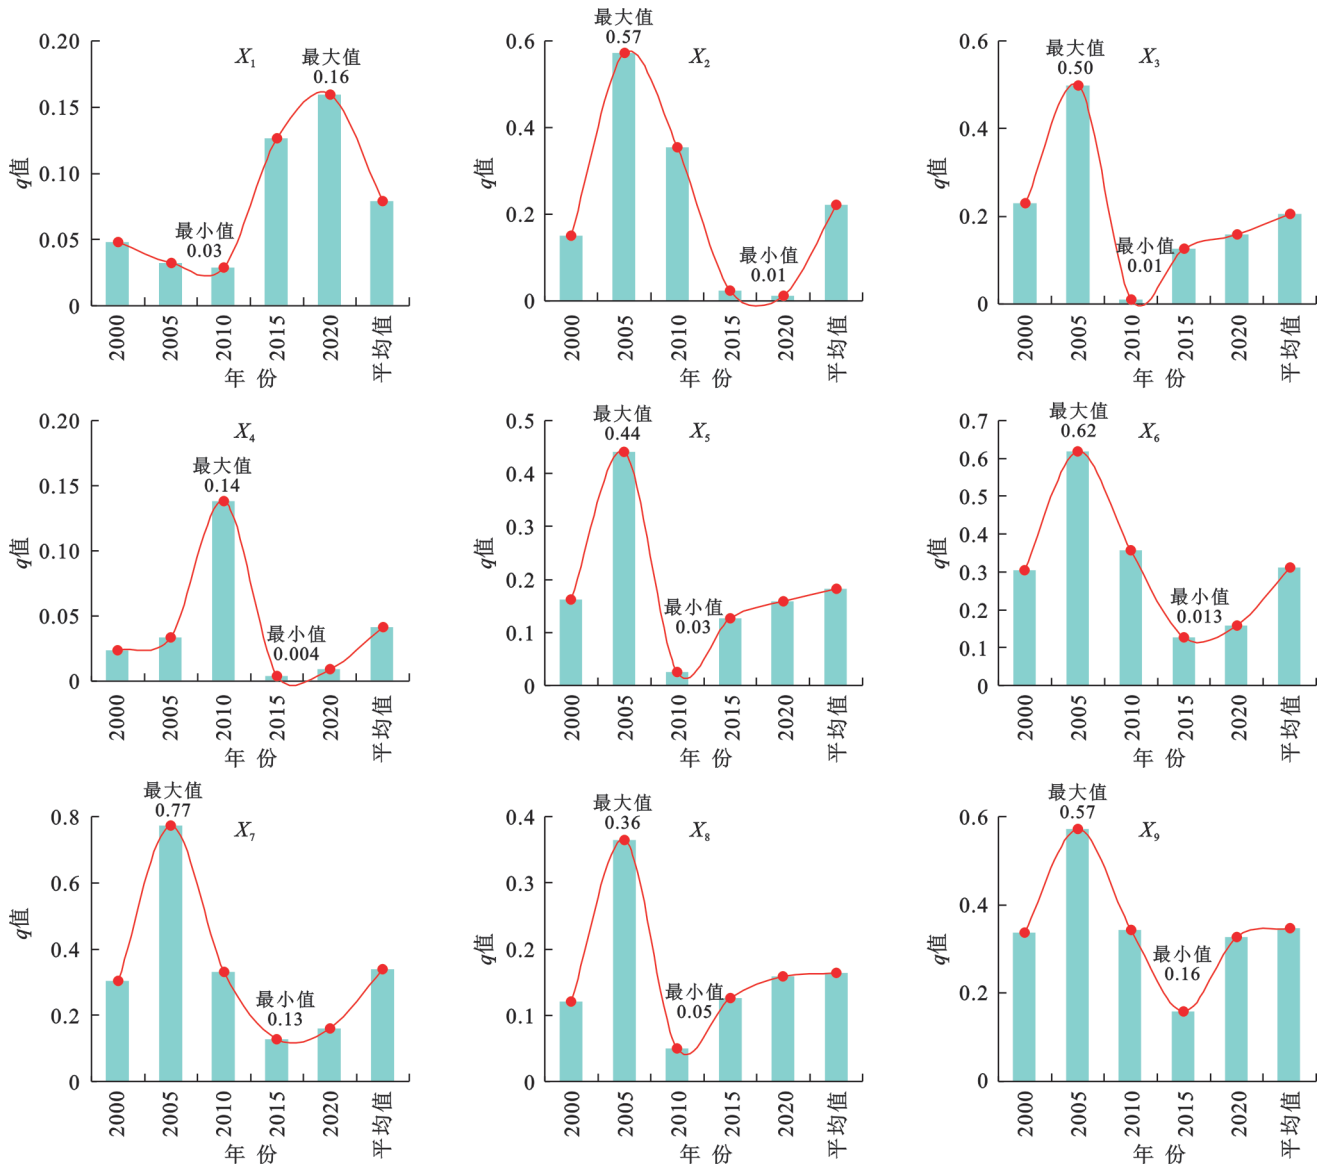 X₁
最大值
0.16
最小值
0.03
q值
0.20
0.15
0.10
0.05
0
2000
2005
2010
2015
2020
平均值
年 份
X₂
最大值
0.57
最小值
0.01
q值
0.6
0.4
0.2
0
2000
2005
2010
2015
2020
平均值
年 份
X₃
最大值
0.50
最小值
0.01
q值
0.6
0.4
0.2
0
2000
2005
2010
2015
2020
平均值
年 份
X₄
最大值
0.14
最小值
0.004
q值
0.20
0.15
0.10
0.05
0
2000
2005
2010
2015
2020
平均值
年 份
X₅
最大值
0.44
最小值
0.03
q值
0.5
0.4
0.3
0.2
0.1
0
2000
2005
2010
2015
2020
平均值
年 份
X₆
最大值
0.62
最小值
0.013
q值
0.7
0.6
0.5
0.4
0.3
0.2
0.1
0
2000
2005
2010
2015
2020
平均值
年 份
X₇
最大值
0.77
最小值
0.13
q值
0.8
0.6
0.4
0.2
0
2000
2005
2010
2015
2020
平均值
年 份
X₈
最大值
0.36
最小值
0.05
q值
0.4
0.3
0.2
0.1
0
2000
2005
2010
2015
2020
平均值
年 份
X₉
最大值
0.57
最小值
0.16
q值
0.6
0.4
0.2
0
2000
2005
2010
2015
2020
平均值
年 份